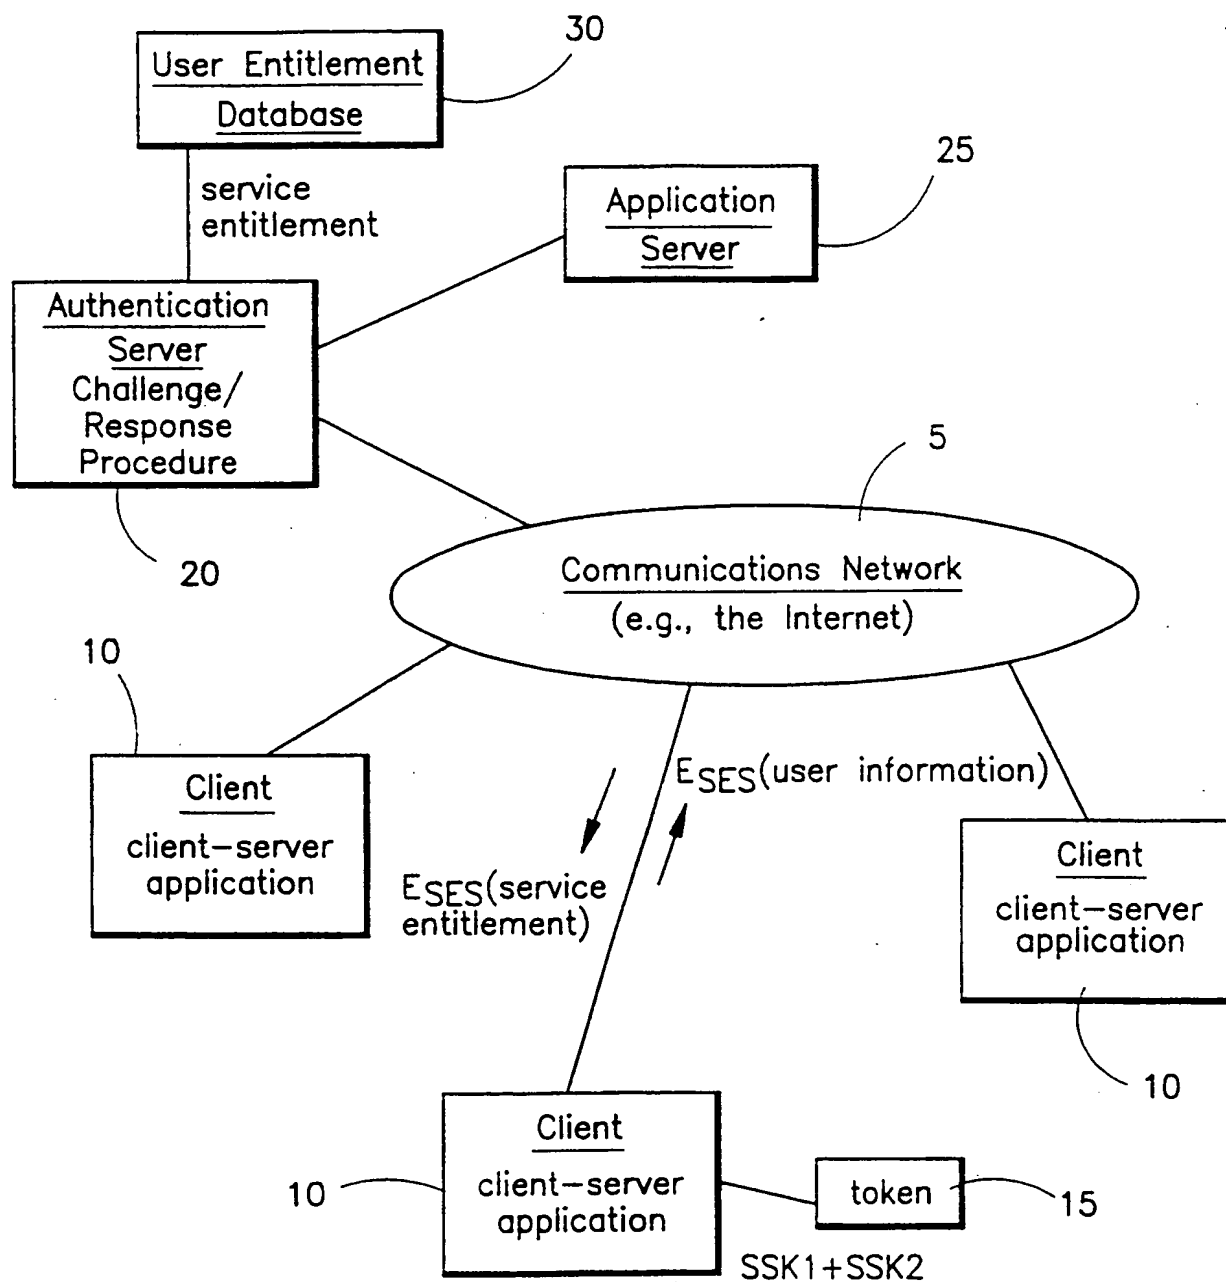 30
User Entitlement
Database
25
service
entitlement
Application
Server
Authentication
Server
Challenge/
Response
Procedure
5
20
Communications Network
(e.g., the Internet)
10
ESES(user information)
Client
client-server
application
ESES(service
entitlement)
Client
client-server
application
10
Client
client-server
application
10
token
15
SSK1+SSK2